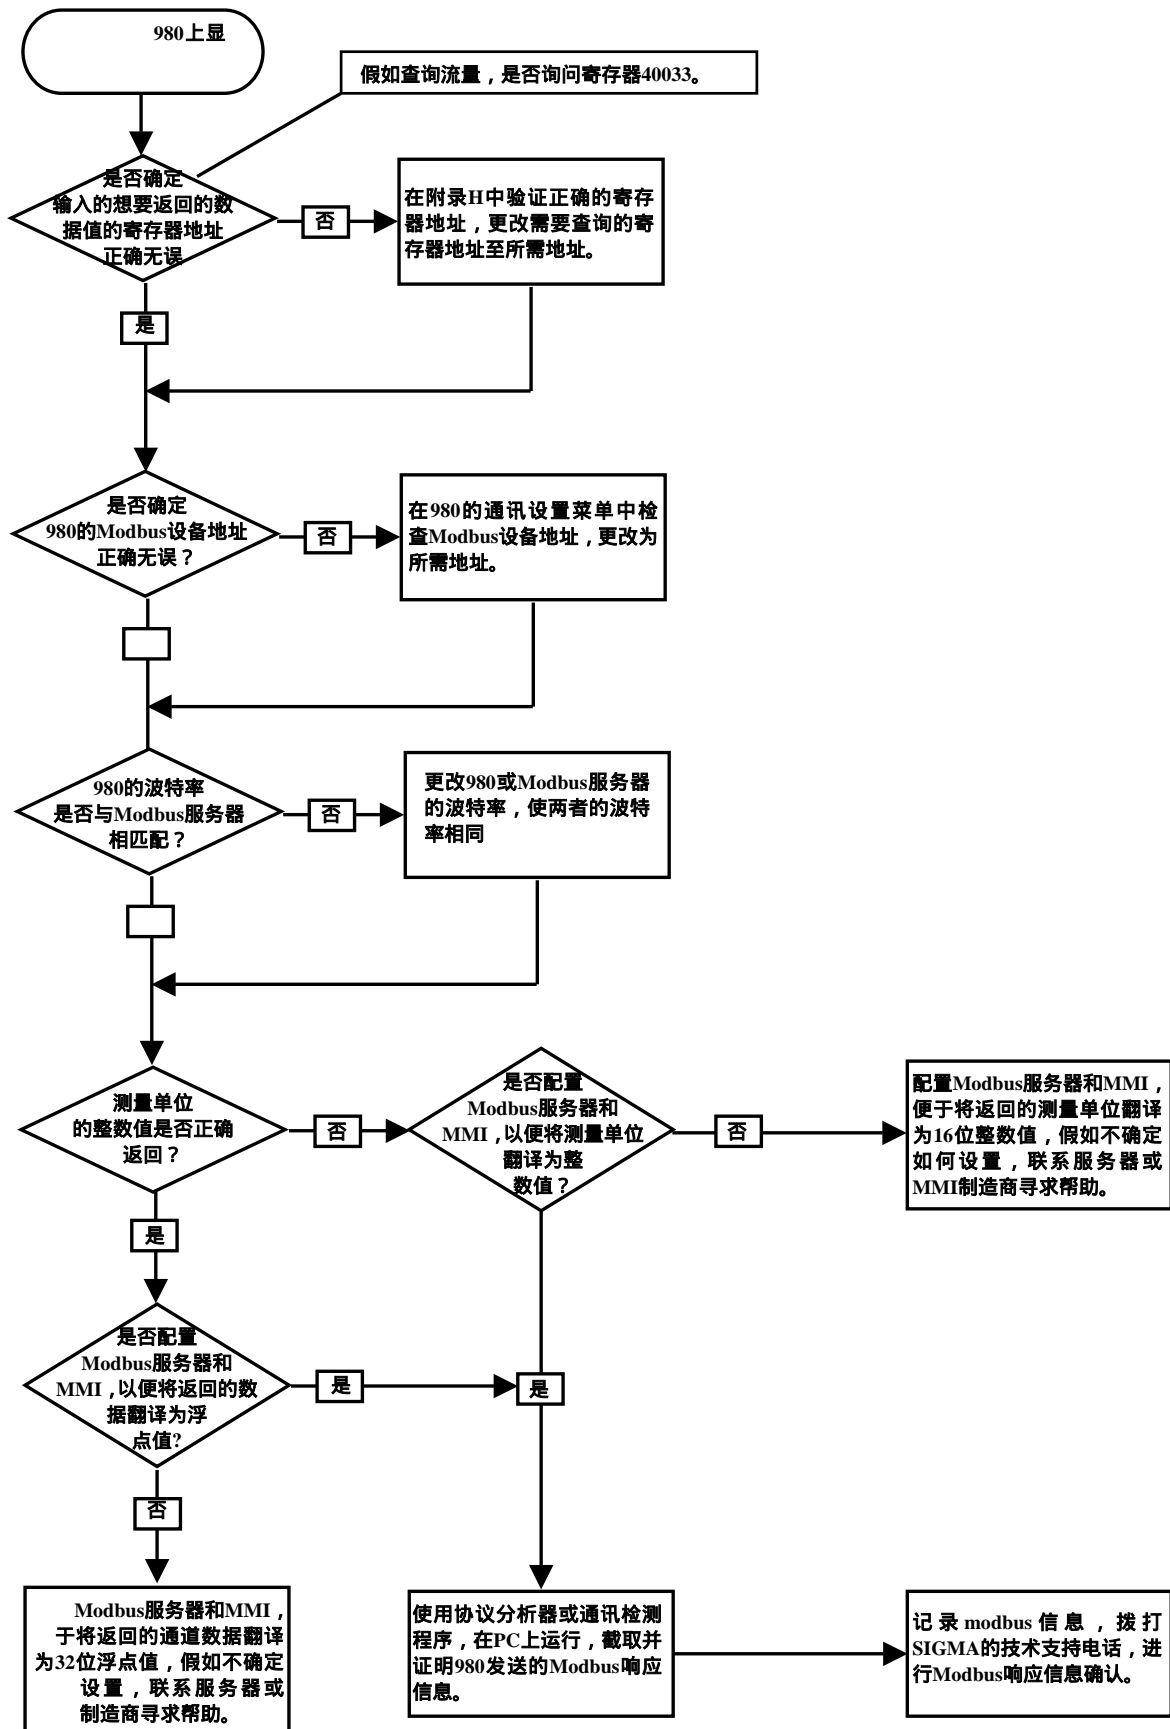 980上显
假如查询流量，是否询问寄存器40033。
是否确定
输入的想要返回的数
据值的寄存器地址
正确无误
否
在附录H中验证正确的寄存
器地址，更改需要查询的寄
存器地址至所需地址。
是
是否确定
980的Modbus设备地址
正确无误？
否
在980的通讯设置菜单中检
查Modbus设备地址，更改为
所需地址。
980的波特率
是否与Modbus服务器
相匹配？
否
更改980或Modbus服务器
的波特率，使两者的波特
率相同
测量单位
的整数值是否正确
返回？
否
是否配置
Modbus服务器和
MMI，以便将测量单位
翻译为整
数值？
否
配置Modbus服务器和MMI，
便于将返回的测量单位翻译
为16位整数值，假如不确定
如何设置，联系服务器或
MMI制造商寻求帮助。
是
是否配置
Modbus服务器和
MMI，以便将返回的数
据翻译为浮
点值?
是
是
否
Modbus服务器和MMI，
于将返回的通道数据翻译
为32位浮点值，假如不确定
设置，联系服务器或
制造商寻求帮助。
使用协议分析器或通讯检测
程序，在PC上运行，截取并
证明980发送的Modbus响应
信息。
记录modbus信息，拨打
SIGMA的技术支持电话，进
行Modbus响应信息确认。